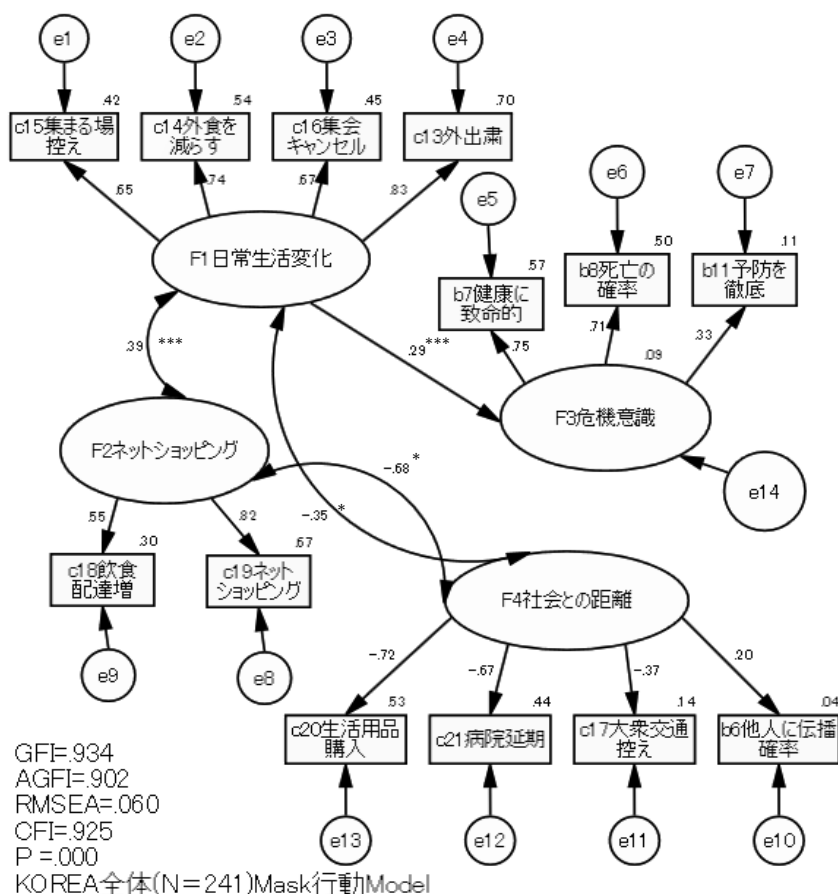 e1
e2
e3
e4
.42
.54
.45
.70
c15集まる場
控え
c14外食を
減らす
c16集会
キャンセル
c13外出粛
.65
.74
.67
.83
e5
e6
e7
F1日常生活変化
.57
.50
.11
b7健康に
致命的
b8死亡の
確率
b11予防を
徹底
.39 ***
.29***
.75
.71
.09
.33
F3危機意識
F2ネットショッピング
-.68*
-.35*
e14
.55
.30
.82
.67
c18飲食
配達増
c19ネット
ショッピング
F4社会との距離
e9
e8
-.72
-.67
-.37
.20
.53
.44
.14
.04
c20生活用品
購入
c21病院延期
c17大衆交通
控え
b6他人に伝播
確率
e13
e12
e11
e10
GFI=.934
AGFI=.902
RMSEA=.060
CFI=.925
P =.000
KOREA全体(N=241)Mask行動Model